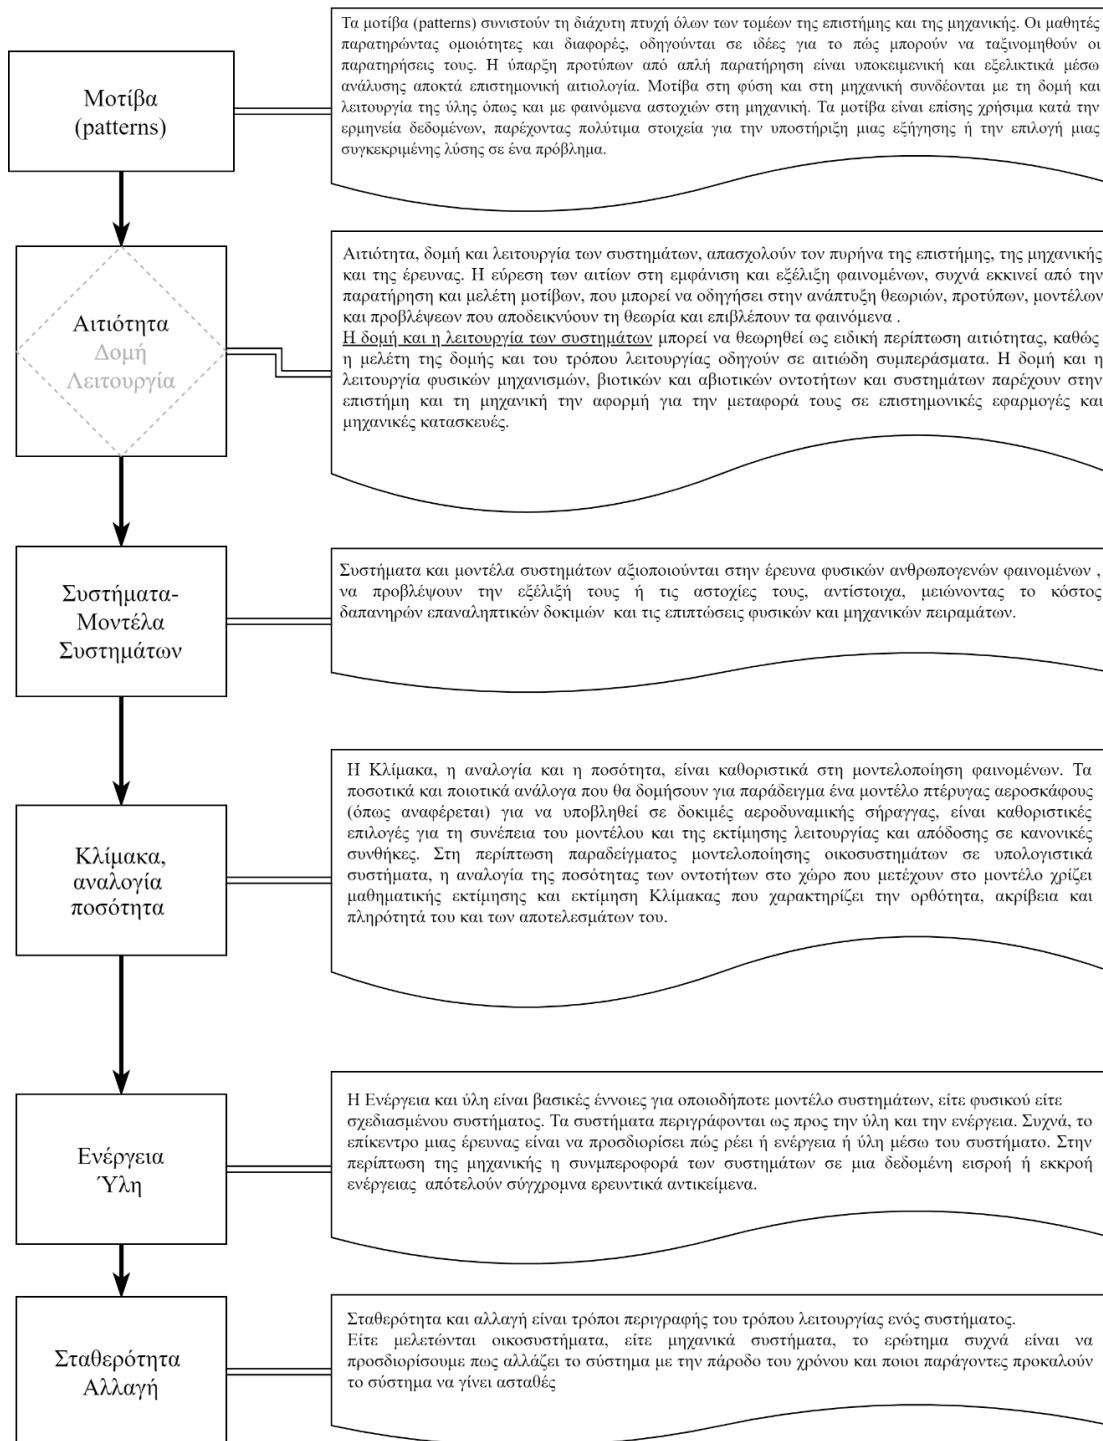 Μοτίβα
(patterns)
Τα μοτίβα (patterns) συνιστούν τη διάχυτη πτυχή όλων των τομέων της επιστήμης και της μηχανικής. Οι μαθητές
παρατηρώντας ομοιότητες και διαφορές, οδηγούνται σε ιδέες για το πώς μπορούν να ταξινομηθούν οι
παρατηρήσεις τους. Η ύπαρξη προτύπων από απλή παρατήρηση είναι υποκειμενική και εξελικτικά μέσω
ανάλυσης αποκτά επιστημονική αιτιολογία. Μοτίβα στη φύση και στη μηχανική συνδέονται με τη δομή και
λειτουργία της ύλης όπως και με φαινόμενα αστοχιών στη μηχανική. Τα μοτίβα είναι επίσης χρήσιμα κατά την
ερμηνεία δεδομένων, παρέχοντας πολύτιμα στοιχεία για την υποστήριξη μιας εξήγησης ή την επιλογή μιας
συγκεκριμένης λύσης σε ένα πρόβλημα.
Αιτιότητα
Δομή
Λειτουργία
Αιτιότητα, δομή και λειτουργία των συστημάτων, απασχολούν τον πυρήνα της επιστήμης, της μηχανικής
και της έρευνας. Η εύρεση των αιτίων στη εμφάνιση και εξέλιξη φαινομένων, συχνά εκκινεί από την
παρατήρηση και μελέτη μοτίβων, που μπορεί να οδηγήσει στην ανάπτυξη θεωριών, προτύπων, μοντέλων
και προβλέψεων που αποδεικνύουν τη θεωρία και επιβλέπουν τα φαινόμενα .
Η δομή και η λειτουργία των συστημάτων μπορεί να θεωρηθεί ως ειδική περίπτωση αιτιότητας, καθώς
η μελέτη της δομής και του τρόπου λειτουργίας οδηγούν σε αιτιώδη συμπεράσματα. Η δομή και η
λειτουργία φυσικών μηχανισμών, βιοτικών και αβιοτικών οντοτήτων και συστημάτων παρέχουν στην
επιστήμη και τη μηχανική την αφορμή για την μεταφορά τους σε επιστημονικές εφαρμογές και
μηχανικές κατασκευές.
Συστήματα-
Μοντέλα
Συστημάτων
Συστήματα και μοντέλα συστημάτων αξιοποιούνται στην έρευνα φυσικών ανθρωπογενών φαινομένων ,
να προβλέψουν την εξέλιξή τους ή τις αστοχίες τους, αντίστοιχα, μειώνοντας το κόστος
δαπανηρών επαναληπτικών δοκιμών και τις επιπτώσεις φυσικών και μηχανικών πειραμάτων.
Κλίμακα,
αναλογία
ποσότητα
Η Κλίμακα, η αναλογία και η ποσότητα, είναι καθοριστικά στη μοντελοποίηση φαινομένων. Τα
ποσοτικά και ποιοτικά ανάλογα που θα δομήσουν για παράδειγμα ένα μοντέλο πτέρυγας αεροσκάφους
(όπως αναφέρεται) για να υποβληθεί σε δοκιμές αεροδυναμικής σήραγγας, είναι καθοριστικές
επιλογές για τη συνέπεια του μοντέλου και της εκτίμησης λειτουργίας και απόδοσης σε κανονικές
συνθήκες. Στη περίπτωση παραδείγματος μοντελοποίησης οικοσυστημάτων σε υπολογιστικά
συστήματα, η αναλογία της ποσότητας των οντοτήτων στο χώρο που μετέχουν στο μοντέλο χρίζει
μαθηματικής εκτίμησης και εκτίμηση Κλίμακας που χαρακτηρίζει την ορθότητα, ακρίβεια και
πληρότητά του και των αποτελεσμάτων του.
Ενέργεια
Ύλη
Η Ενέργεια και ύλη είναι βασικές έννοιες για οποιοδήποτε μοντέλο συστημάτων, είτε φυσικού είτε
σχεδιασμένου συστήματος. Τα συστήματα περιγράφονται ως προς την ύλη και την ενέργεια. Συχνά, το
επίκεντρο μιας έρευνας είναι να προσδιορίσει πώς ρέει ή ενέργεια ή ύλη μέσω του συστήματο. Στην
περίπτωση της μηχανικής η συνμπεροφορά των συστημάτων σε μια δεδομένη εισροή ή εκκροή
ενέργειας απότελούν σύγχρομνα ερευντικά αντικείμενα.
Σταθερότητα
Αλλαγή
Σταθερότητα και αλλαγή είναι τρόποι περιγραφής του τρόπου λειτουργίας ενός συστήματος.
Είτε μελετώνται οικοσυστήματα, είτε μηχανικά συστήματα, το ερώτημα συχνά είναι να
προσδιορίσουμε πως αλλάζει το σύστημα με την πάροδο του χρόνου και ποιοι παράγοντες προκαλούν
το σύστημα να γίνει ασταθές